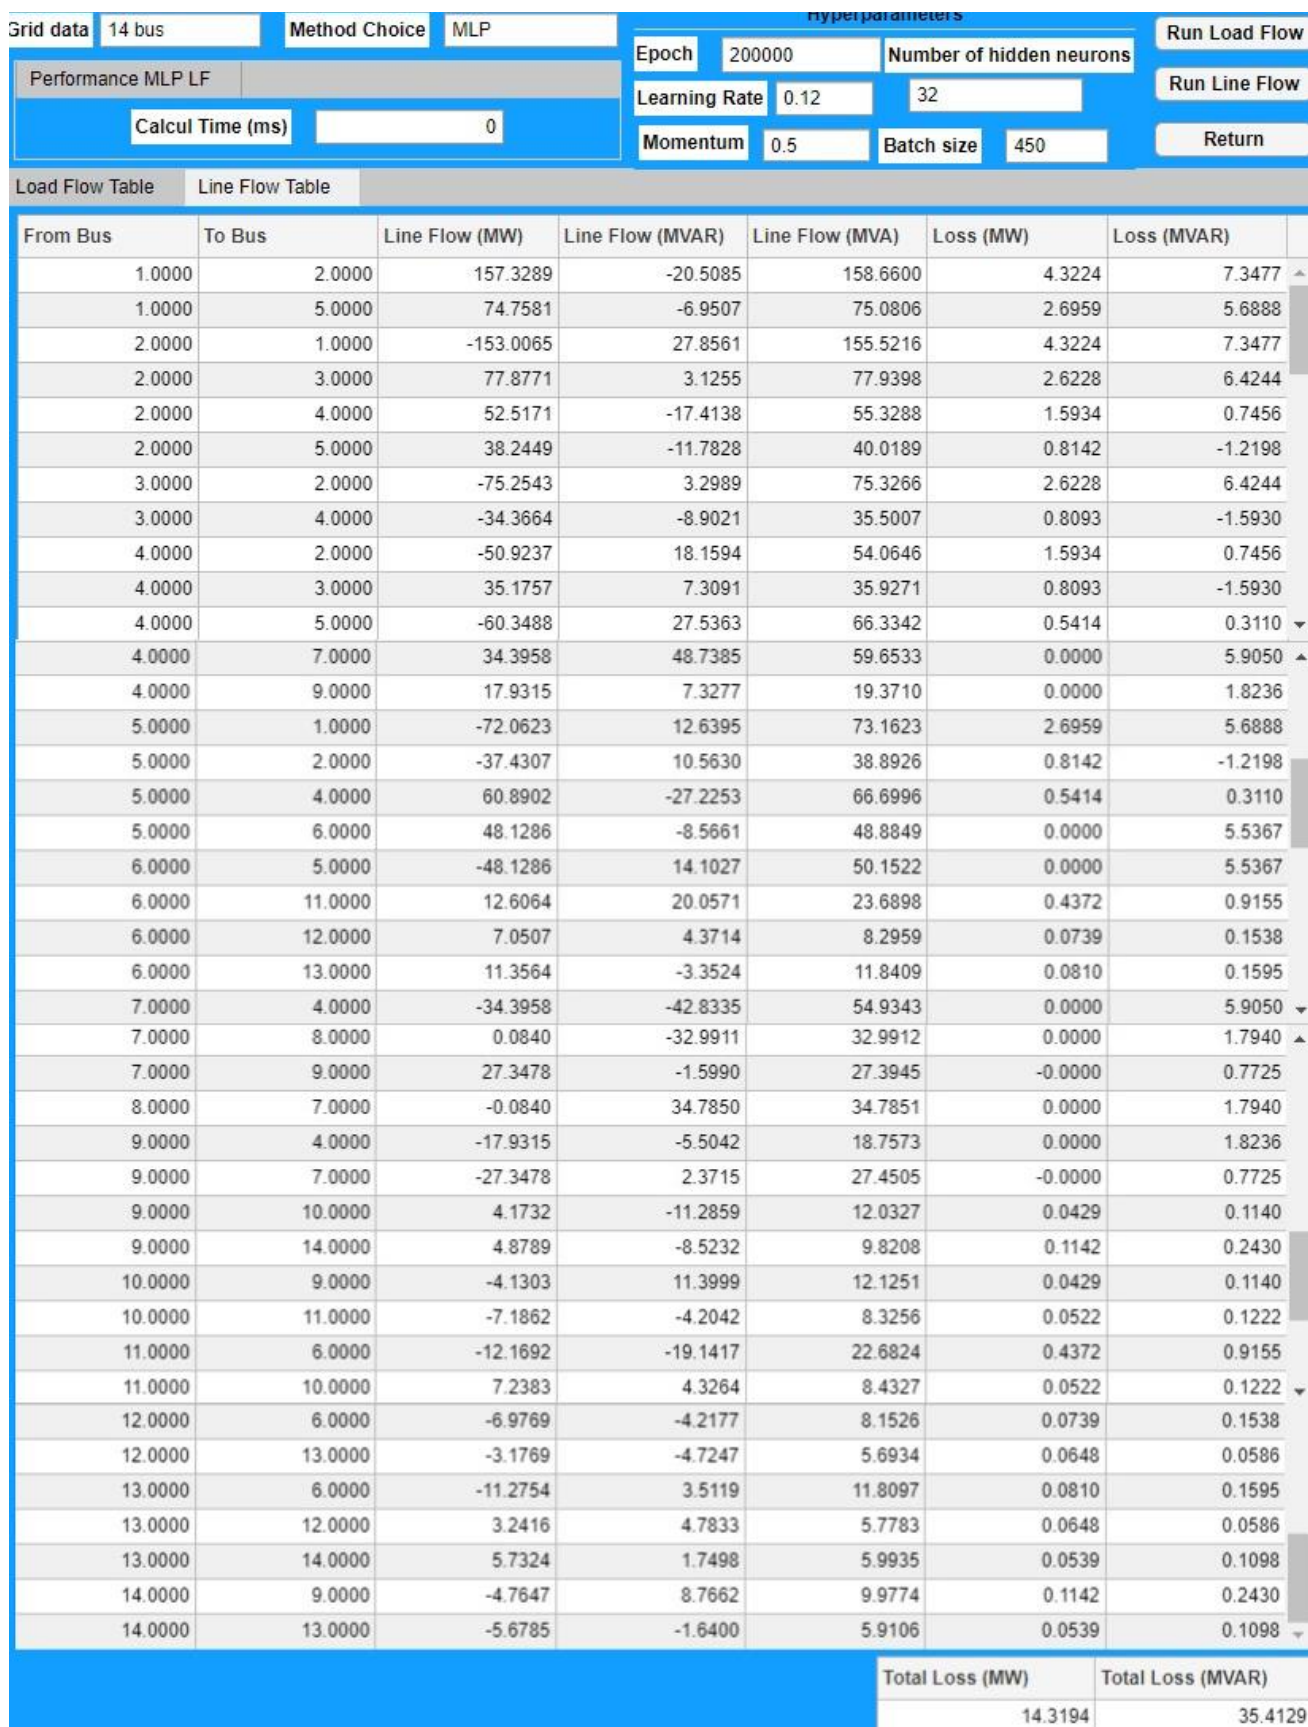 Hyperparameters
Grid data 14 bus Method Choice MLP Run Load Flow
Epoch 200000 Number of hidden neurons
Performance MLP LF Run Line Flow
Learning Rate 0.12 32
Calcul Time (ms) 0
Momentum 0.5 Batch size 450 Return
Load Flow Table Line Flow Table
From Bus To Bus Line Flow (MW) Line Flow (MVAR) Line Flow (MVA) Loss (MW) Loss (MVAR)
1.0000 2.0000 157.3289 -20.5085 158.6600 4.3224 7.3477
1.0000 5.0000 74.7581 -6.9507 75.0806 2.6959 5.6888
2.0000 1.0000 -153.0065 27.8561 155.5216 4.3224 7.3477
2.0000 3.0000 77.8771 3.1255 77.9398 2.6228 6.4244
2.0000 4.0000 52.5171 -17.4138 55.3288 1.5934 0.7456
2.0000 5.0000 38.2449 -11.7828 40.0189 0.8142 -1.2198
3.0000 2.0000 -75.2543 3.2989 75.3266 2.6228 6.4244
3.0000 4.0000 -34.3664 -8.9021 35.5007 0.8093 -1.5930
4.0000 2.0000 -50.9237 18.1594 54.0646 1.5934 0.7456
4.0000 3.0000 35.1757 7.3091 35.9271 0.8093 -1.5930
4.0000 5.0000 -60.3488 27.5363 66.3342 0.5414 0.3110
4.0000 7.0000 34.3958 48.7385 59.6533 0.0000 5.9050
4.0000 9.0000 17.9315 7.3277 19.3710 0.0000 1.8236
5.0000 1.0000 -72.0623 12.6395 73.1623 2.6959 5.6888
5.0000 2.0000 -37.4307 10.5630 38.8926 0.8142 -1.2198
5.0000 4.0000 60.8902 -27.2253 66.6996 0.5414 0.3110
5.0000 6.0000 48.1286 -8.5661 48.8849 0.0000 5.5367
6.0000 5.0000 -48.1286 14.1027 50.1522 0.0000 5.5367
6.0000 11.0000 12.6064 20.0571 23.6898 0.4372 0.9155
6.0000 12.0000 7.0507 4.3714 8.2959 0.0739 0.1538
6.0000 13.0000 11.3564 -3.3524 11.8409 0.0810 0.1595
7.0000 4.0000 -34.3958 -42.8335 54.9343 0.0000 5.9050
7.0000 8.0000 0.0840 -32.9911 32.9912 0.0000 1.7940
7.0000 9.0000 27.3478 -1.5990 27.3945 -0.0000 0.7725
8.0000 7.0000 -0.0840 34.7850 34.7851 0.0000 1.7940
9.0000 4.0000 -17.9315 -5.5042 18.7573 0.0000 1.8236
9.0000 7.0000 -27.3478 2.3715 27.4505 -0.0000 0.7725
9.0000 10.0000 4.1732 -11.2859 12.0327 0.0429 0.1140
9.0000 14.0000 4.8789 -8.5232 9.8208 0.1142 0.2430
10.0000 9.0000 -4.1303 11.3999 12.1251 0.0429 0.1140
10.0000 11.0000 -7.1862 -4.2042 8.3256 0.0522 0.1222
11.0000 6.0000 -12.1692 -19.1417 22.6824 0.4372 0.9155
11.0000 10.0000 7.2383 4.3264 8.4327 0.0522 0.1222
12.0000 6.0000 -6.9769 -4.2177 8.1526 0.0739 0.1538
12.0000 13.0000 -3.1769 -4.7247 5.6934 0.0648 0.0586
13.0000 6.0000 -11.2754 3.5119 11.8097 0.0810 0.1595
13.0000 12.0000 3.2416 4.7833 5.7783 0.0648 0.0586
13.0000 14.0000 5.7324 1.7498 5.9935 0.0539 0.1098
14.0000 9.0000 -4.7647 8.7662 9.9774 0.1142 0.2430
14.0000 13.0000 -5.6785 -1.6400 5.9106 0.0539 0.1098
Total Loss (MW) Total Loss (MVAR)
14.3194 35.4129